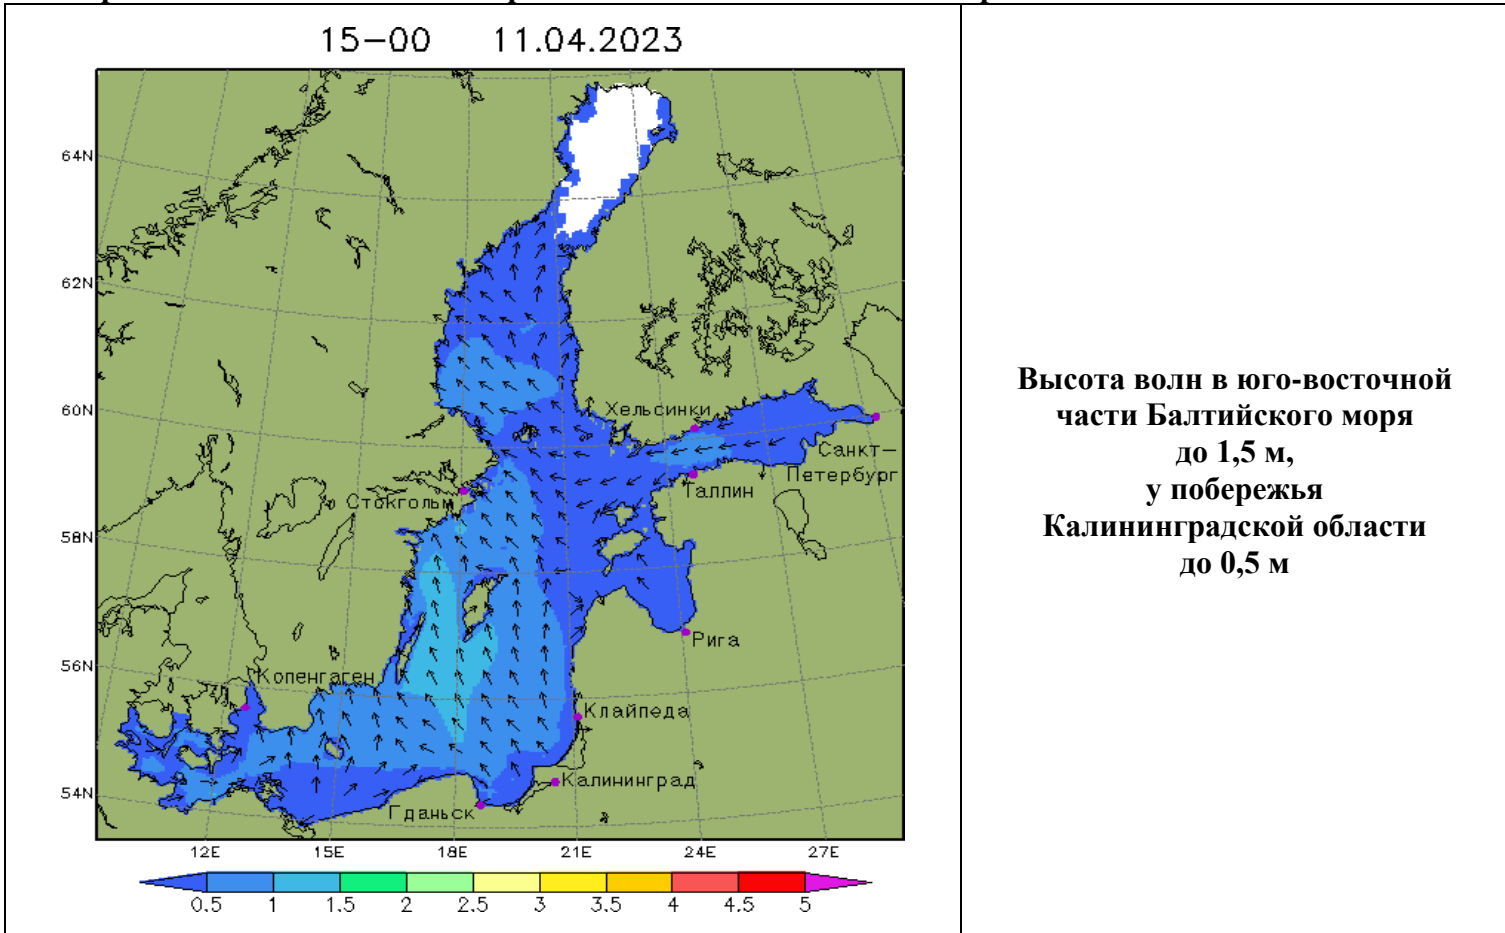 15-00 11.04.2023
64N
62N
60N
58N
56N
54N
Хельсинки
Санкт-
Петербург
Таллин
Стокгольм
Рига
Копенгаген
Клайпеда
Калининград
Гданьск
12E 15E 18E 21E 24E 27E
0.5 1 1.5 2 2.5 3 3.5 4 4.5 5
Высота волн в юго-восточной
части Балтийского моря
до 1,5 м,
у побережья
Калининградской области
до 0,5 м